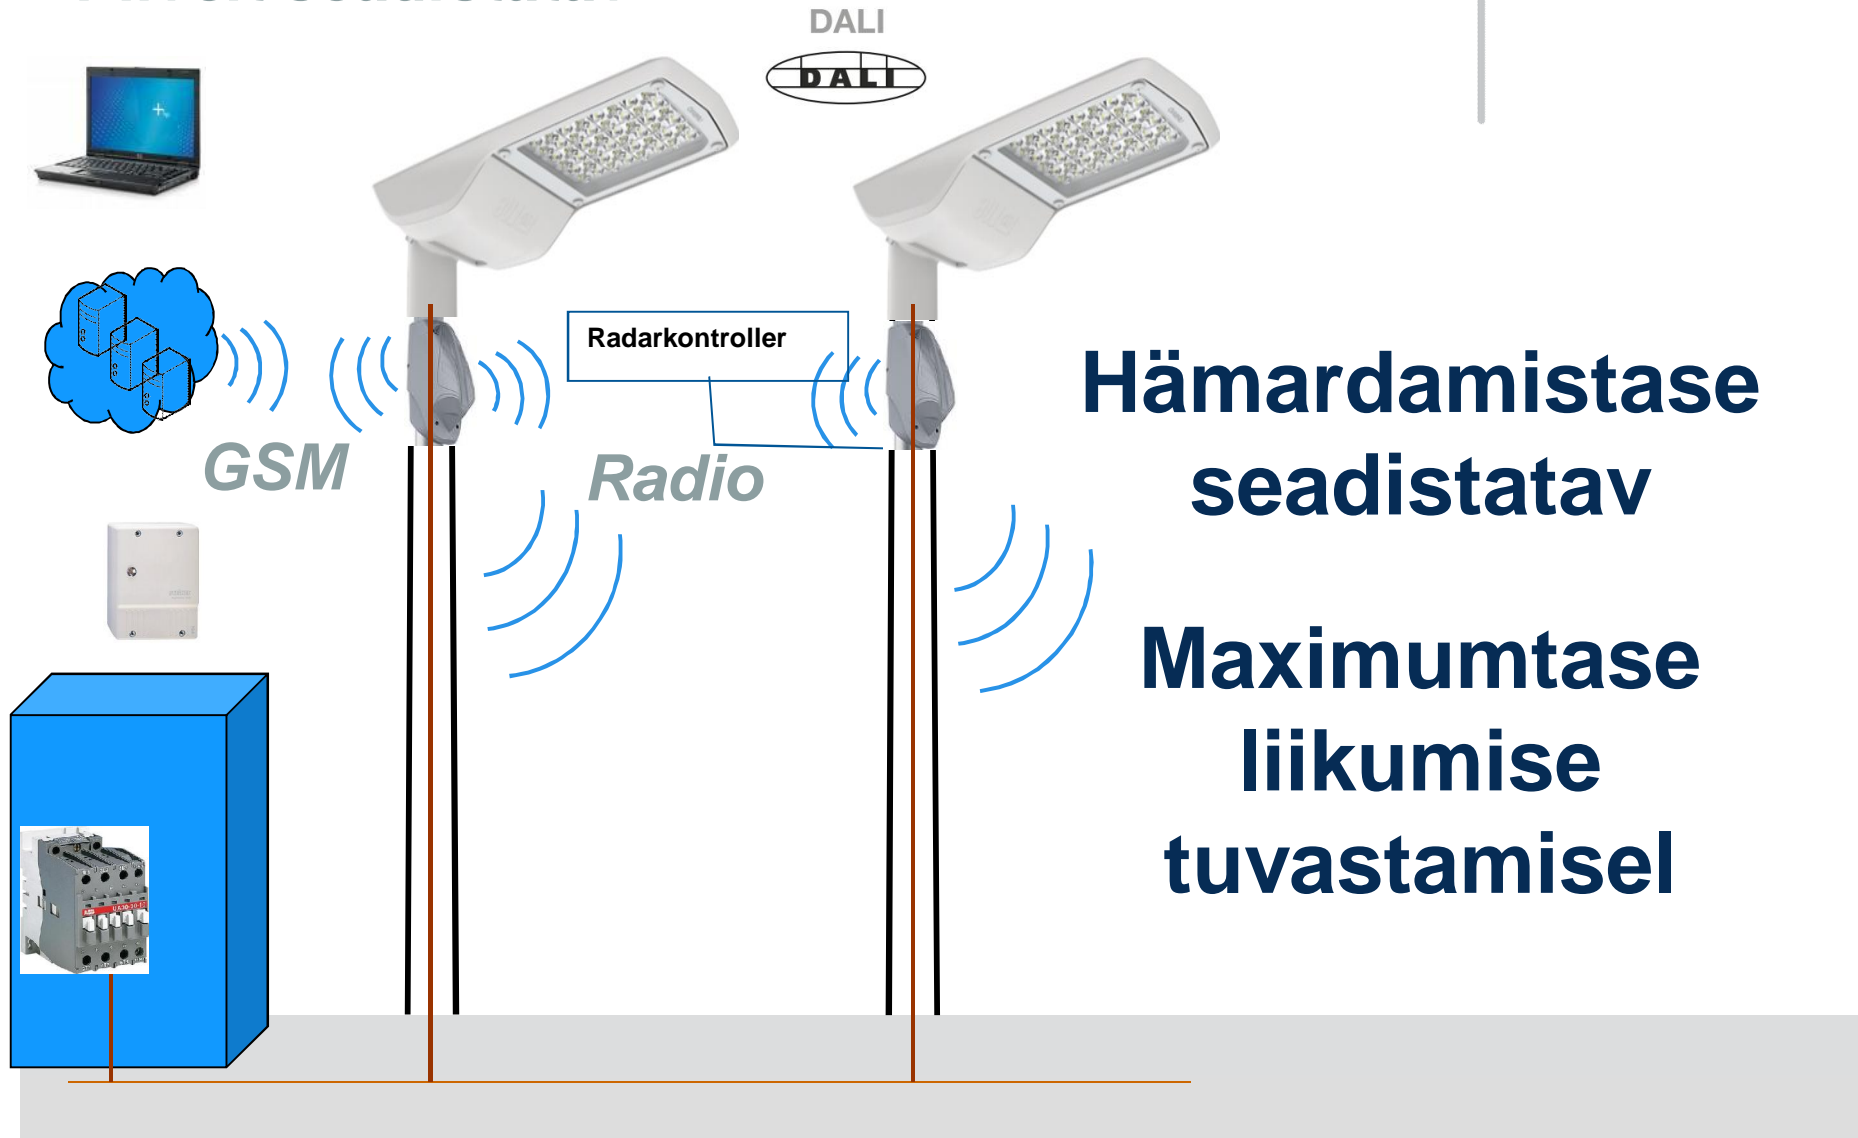 DALI
DALI
Radarkontroller
GSM
Radio
Hämardamistase
seadistatav
Maximumtase
liikumise
tuvastamisel